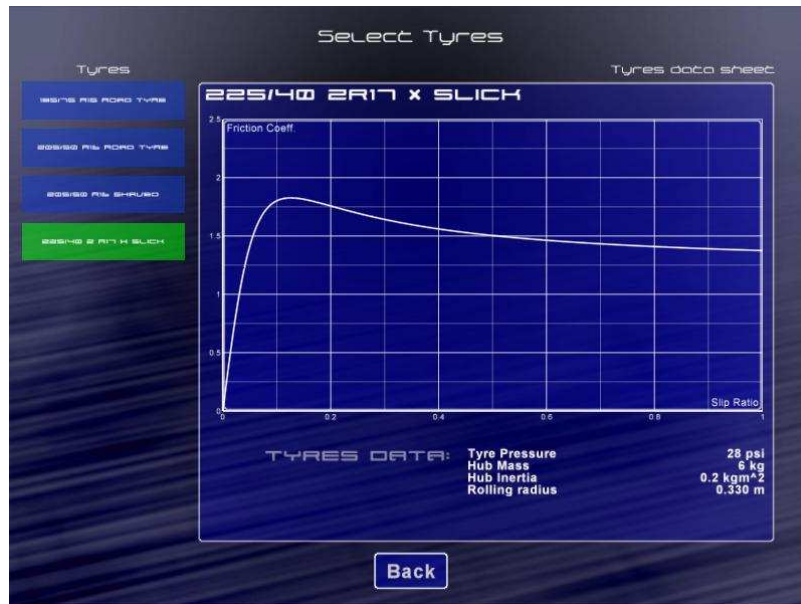 Select Tyres
Tyres
Tyres data sheet
185/75 R15 ROAD TYRE
205/50 R16 ROAD TYRE
205/50 R16 SHAVED
225/40 Z R17 X SLICK
225/40 ZR17 X SLICK
2.5
Friction Coeff.
2
1.5
1
0.5
0
Slip Ratio
0
0.2
0.4
0.6
0.8
1
TYRES DATA:
Tyre Pressure 28 psi
Hub Mass 6 kg
Hub Inertia 0.2 kgm^2
Rolling radius 0.330 m
Back